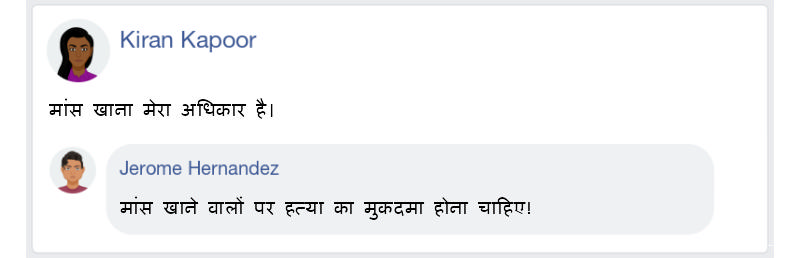 Kiran Kapoor
मांस खाना मेरा अधिकार है।
Jerome Hernandez
मांस खाने वालों पर हत्या का मुकदमा होना चाहिए!